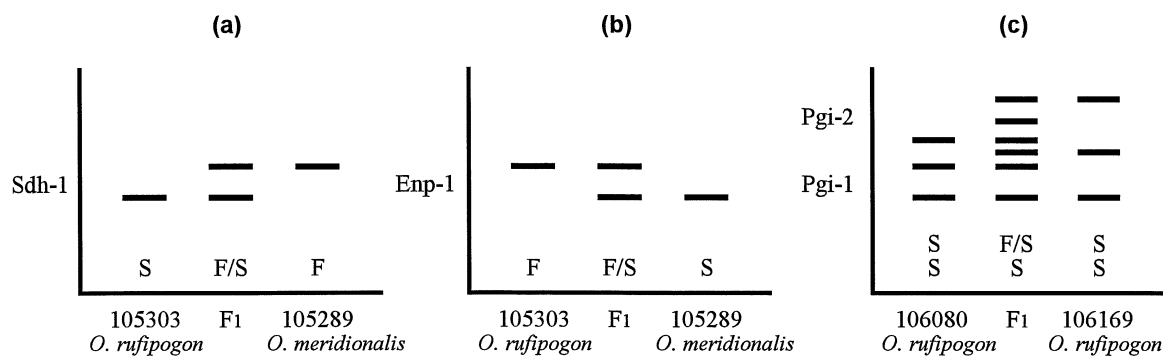 (a)
Sdh-1
S F/S F
105303 F1 105289
O. rufipogon O. meridionalis
(b)
Enp-1
F F/S S
105303 F1 105289
O. rufipogon O. meridionalis
(c)
Pgi-2
Pgi-1
S F/S S
S S S
106080 F1 106169
O. rufipogon O. rufipogon